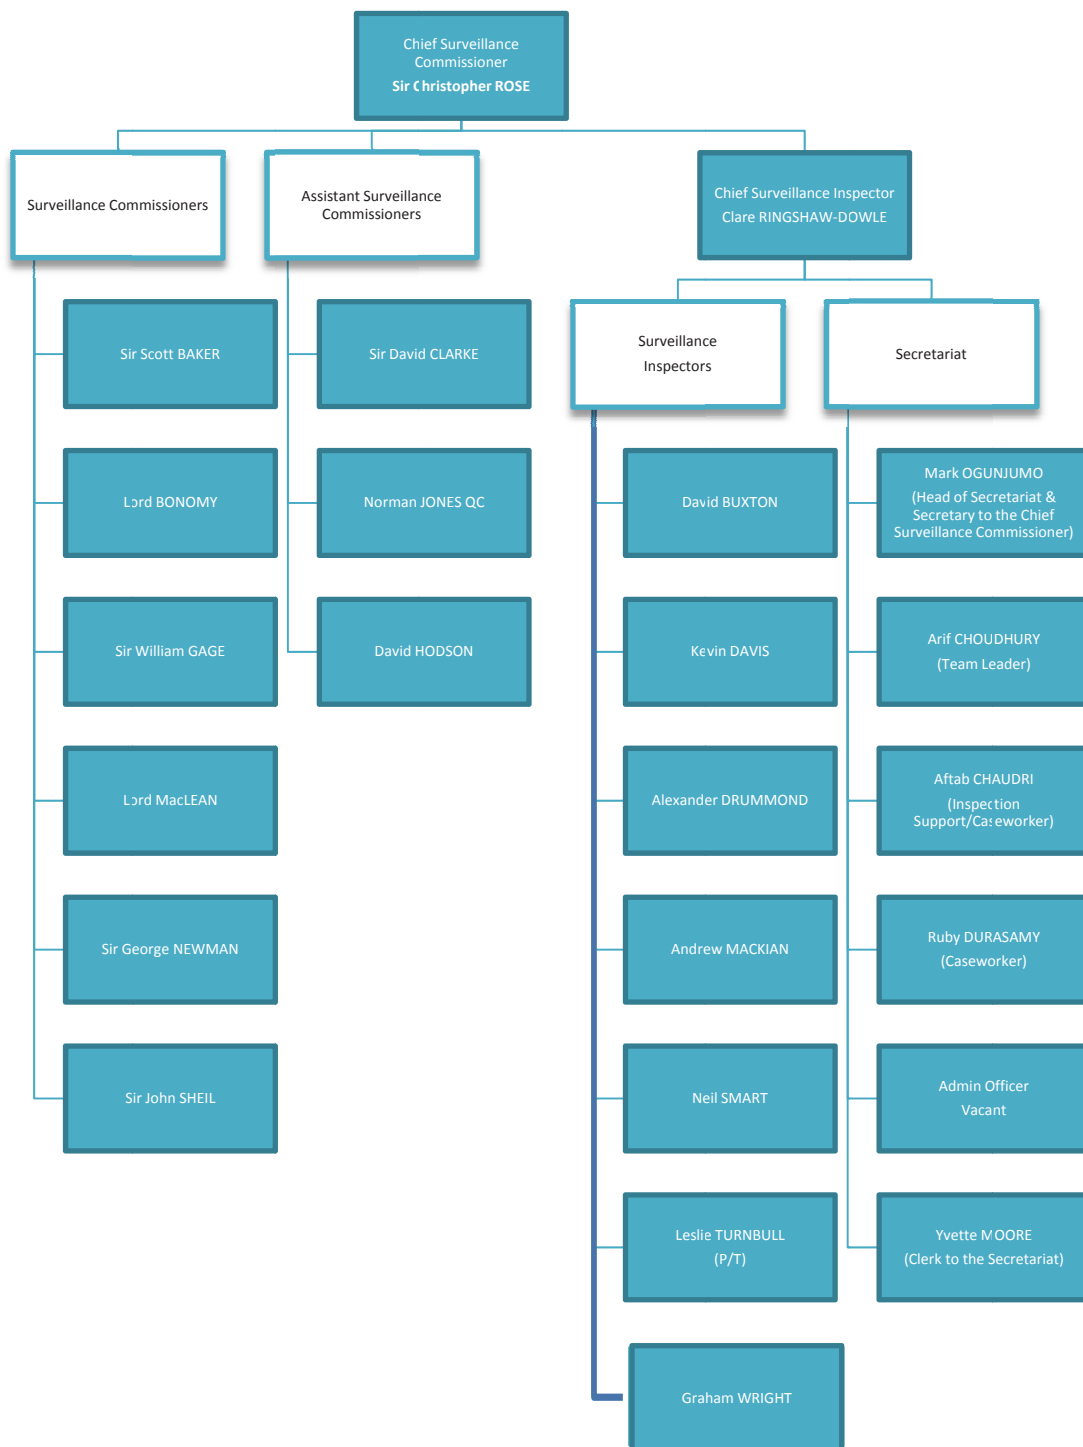 Chief Surveillance
Commissioner
Sir Christopher ROSE
Surveillance Commissioners
Assistant Surveillance
Commissioners
Chief Surveillance Inspector
Clare RINGSHAW-DOWLE
Sir Scott BAKER
Lord BONOMY
Sir William GAGE
Lord MacLEAN
Sir George NEWMAN
Sir John SHEIL
Sir David CLARKE
Norman JONES QC
David HODSON
Surveillance
Inspectors
David BUXTON
Kevin DAVIS
Alexander DRUMMOND
Andrew MACKIAN
Neil SMART
Leslie TURNBULL
(P/T)
Graham WRIGHT
Secretariat
Mark OGUNJUMO
(Head of Secretariat &
Secretary to the Chief
Surveillance Commissioner)
Arif CHOUDHURY
(Team Leader)
Aftab CHAUDRI
(Inspection
Support/Caseworker)
Ruby DURASAMY
(Caseworker)
Admin Officer
Vacant
Yvette MOORE
(Clerk to the Secretariat)